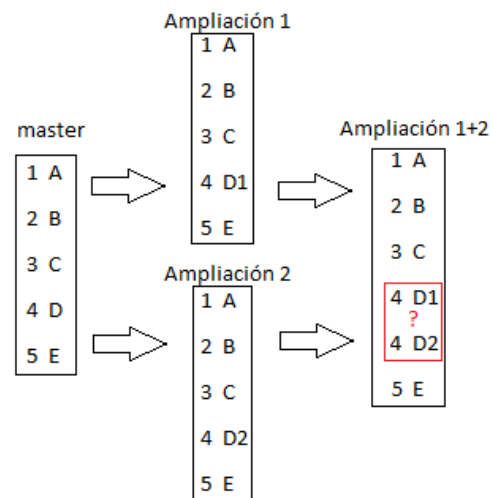 master
1 A
2 B
3 C
4 D
5 E
Ampliación 1
1 A
2 B
3 C
4 D1
5 E
Ampliación 2
1 A
2 B
3 C
4 D2
5 E
Ampliación 1+2
1 A
2 B
3 C
4 D1
?
4 D2
5 E